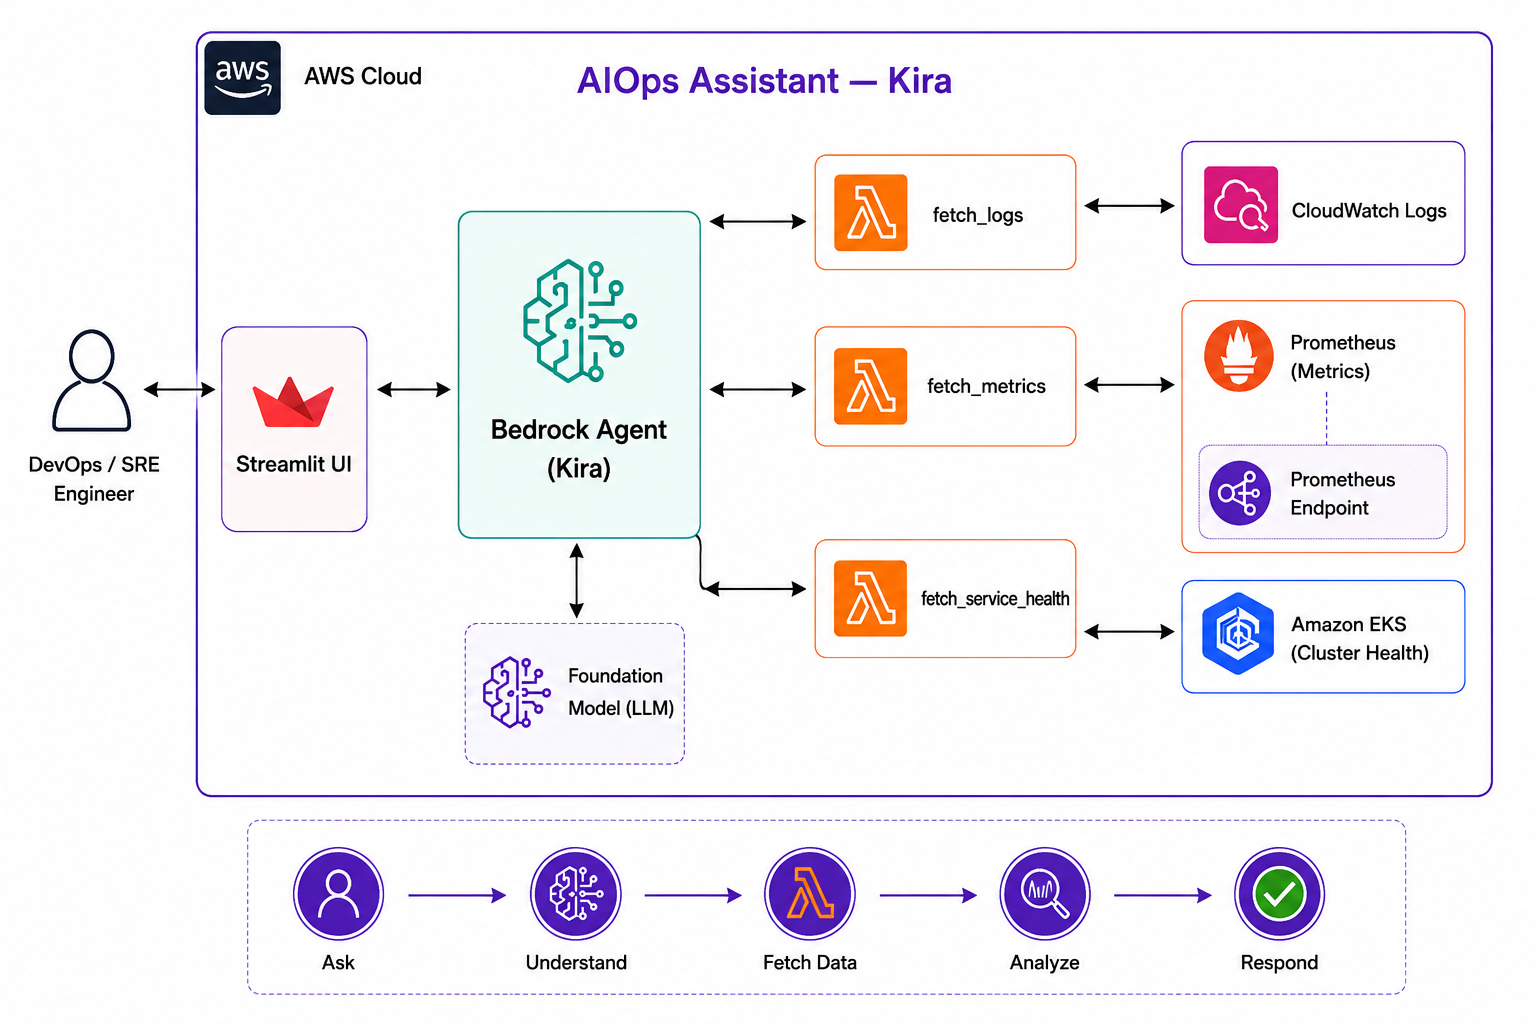 aws
AWS Cloud
AIOps Assistant — Kira
fetch_logs
CloudWatch Logs
Prometheus
(Metrics)
fetch_metrics
Bedrock Agent
(Kira)
Streamlit UI
DevOps / SRE
Engineer
Prometheus
Endpoint
fetch_service_health
Amazon EKS
(Cluster Health)
Foundation
Model (LLM)
Ask
Understand
Fetch Data
Analyze
Respond